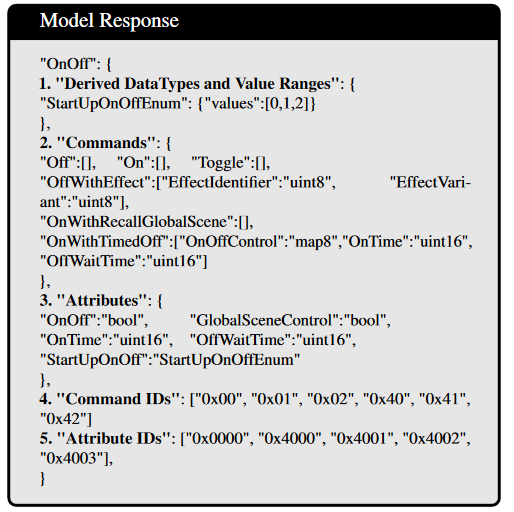 Model Response
"OnOff": {
1. "Derived DataTypes and Value Ranges": {
"StartUpOnOffEnum": {"values":[0,1,2]}
},
2. "Commands": {
"Off":[], "On":[], "Toggle":[],
"OffWithEffect":["EffectIdentifier":"uint8", "EffectVari-
ant":"uint8"],
"OnWithRecallGlobalScene":[],
"OnWithTimedOff":["OnOffControl":"map8","OnTime":"uint16",
"OffWaitTime":"uint16"]
},
3. "Attributes": {
"OnOff":"bool", "GlobalSceneControl":"bool",
"OnTime":"uint16", "OffWaitTime":"uint16",
"StartUpOnOff":"StartUpOnOffEnum"
},
4. "Command IDs": ["0x00", "0x01", "0x02", "0x40", "0x41",
"0x42"]
5. "Attribute IDs": ["0x0000", "0x4000", "0x4001", "0x4002",
"0x4003"],
}